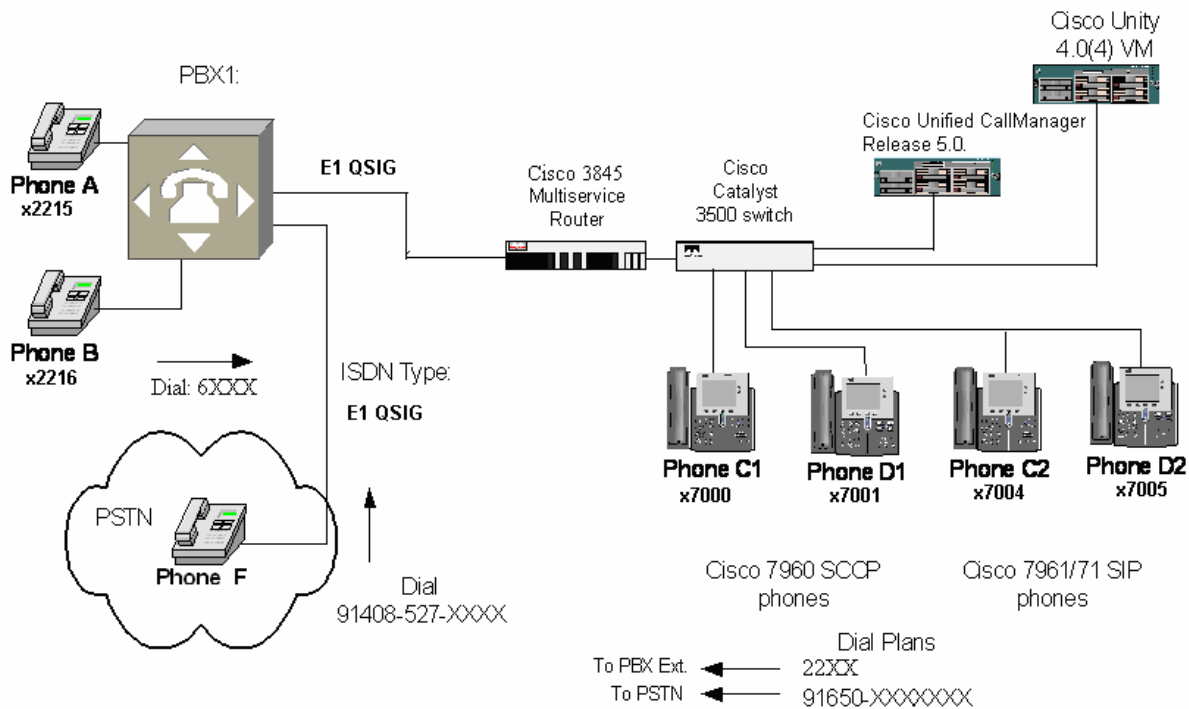 Cisco Unity
4.0(4) VM
PBX1:
Cisco Unified CallManager
Release 5.0.
E1 QSIG
Cisco 3845
Multiservice
Router
Cisco
Catalyst
3500 switch
Phone A
x2215
Phone B
x2216
Dial: 6XXX
ISDN Type:
E1 QSIG
Phone C1
x7000
Phone D1
x7001
Phone C2
x7004
Phone D2
x7005
PSTN
Phone F
Dial
91408-527-XXXX
Cisco 7960 SCCP
phones
Cisco 7961/71 SIP
phones
Dial Plans
To PBX Ext. 22XX
To PSTN 91650-XXXXXXX